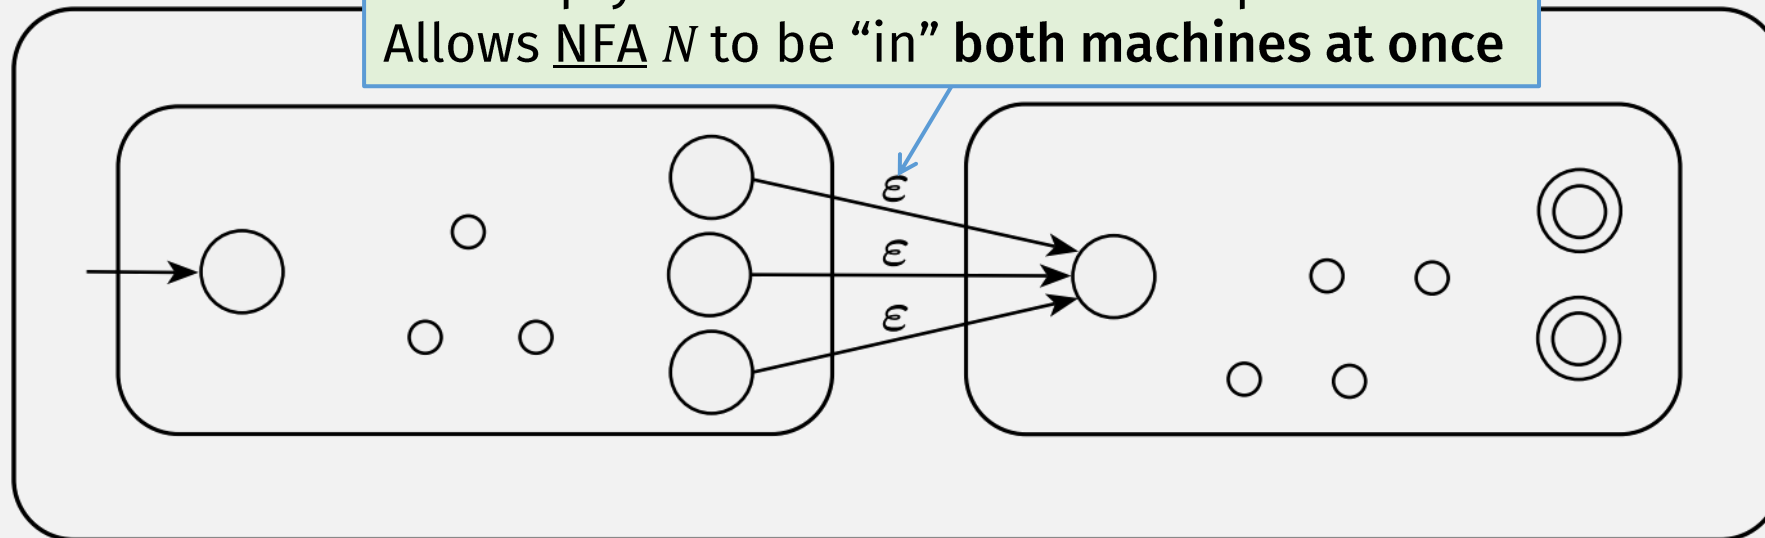 Allows NFA N to be “in” both machines at once
ε
ε
ε